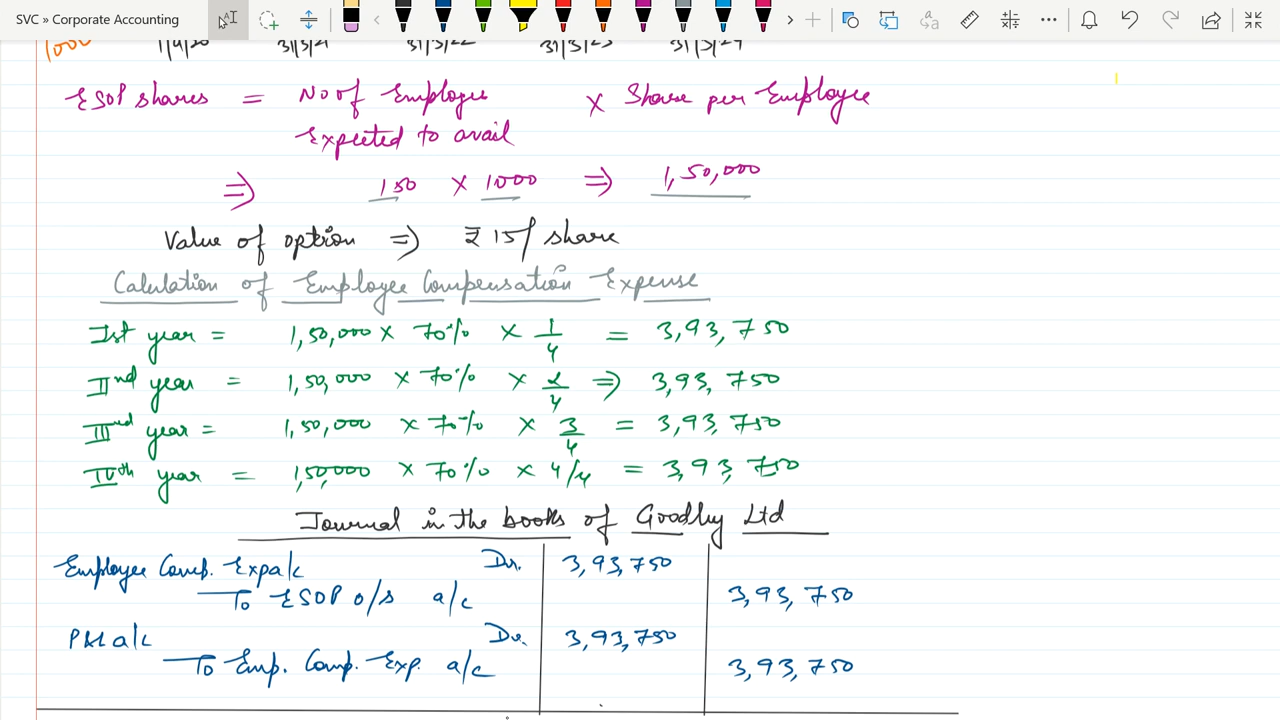 SVC » Corporate Accounting
1000 1/4/20 31/3/21 31/3/22 31/3/23 31/3/24
ESOP shares = No of Employee × Share per Employee
Expected to avail
⇒ 150 × 1000 ⇒ 1,50,000
Value of option ⇒ ₹ 15/ share
Calculation of Employee Compensation Expense
Ist year = 1,50,000 × 70% × 1/4 = 3,93,750
IInd year = 1,50,000 × 70% × 2/4 ⇒ 3,93,750
IIIrd year = 1,50,000 × 70% × 3/4 = 3,93,750
IVth year = 1,50,000 × 70% × 4/4 = 3,93,750
Journal in the books of Goodluy Ltd
Employee Comp. Exp a/c Dr. 3,93,750
To ESOP o/s a/c 3,93,750
P&L a/c Dr. 3,93,750
To Emp. Comp. Exp. a/c 3,93,750